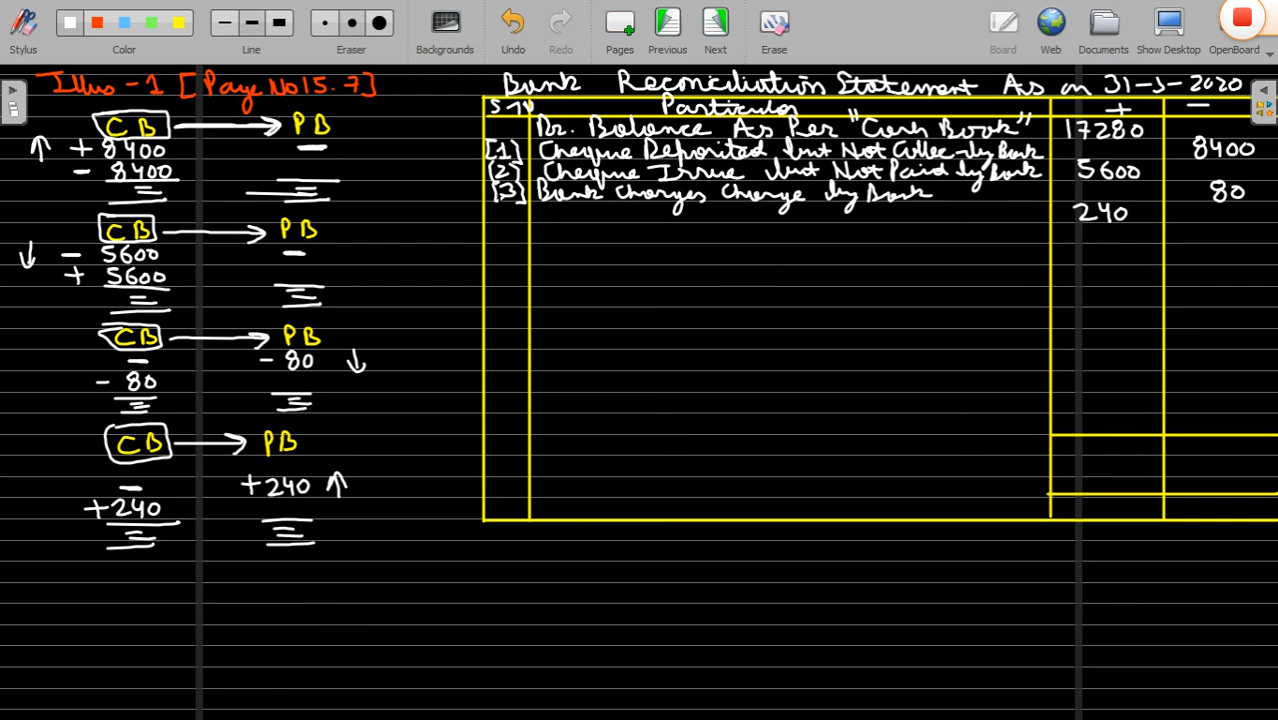 Stylus Color Line Eraser Backgrounds Undo Redo Pages Previous Next Erase Board Web Documents Show Desktop OpenBoard
Illus-1 [Page No 15.7]
CB → PB
↑ + 8400 —
- 8400
CB → PB
↓ - 5600 —
+ 5600
CB → PB
— - 80 ↓
- 80
CB → PB
— +240 ↑
+240
Bank Reconciliation Statement As on 31-3-2020
S.N Particulars + -
Dr. Balance As Per "Cash Book" 17280
[1] Cheque Deposited but Not Collec-by Bank 8400
[2] Cheque Issue but Not Paid by Bank 5600
[3] Bank Charges Charge by Bank 80
240